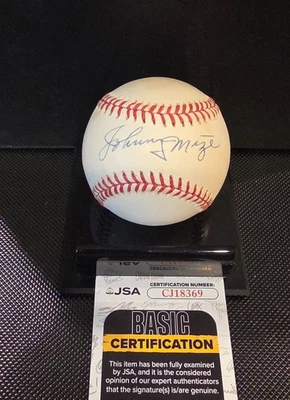 Johnny Mize
JSA
CERTIFICATION NUMBER:
CJ18369
BASIC
CERTIFICATION
This item has been fully examined
by JSA, and it is the considered
opinion of our expert authenticators
that the signature(s) is/are genuine.